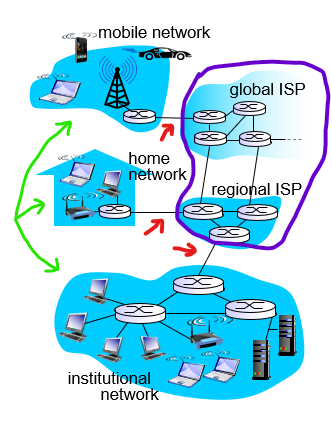 mobile network
global ISP
home
network
regional ISP
institutional
network